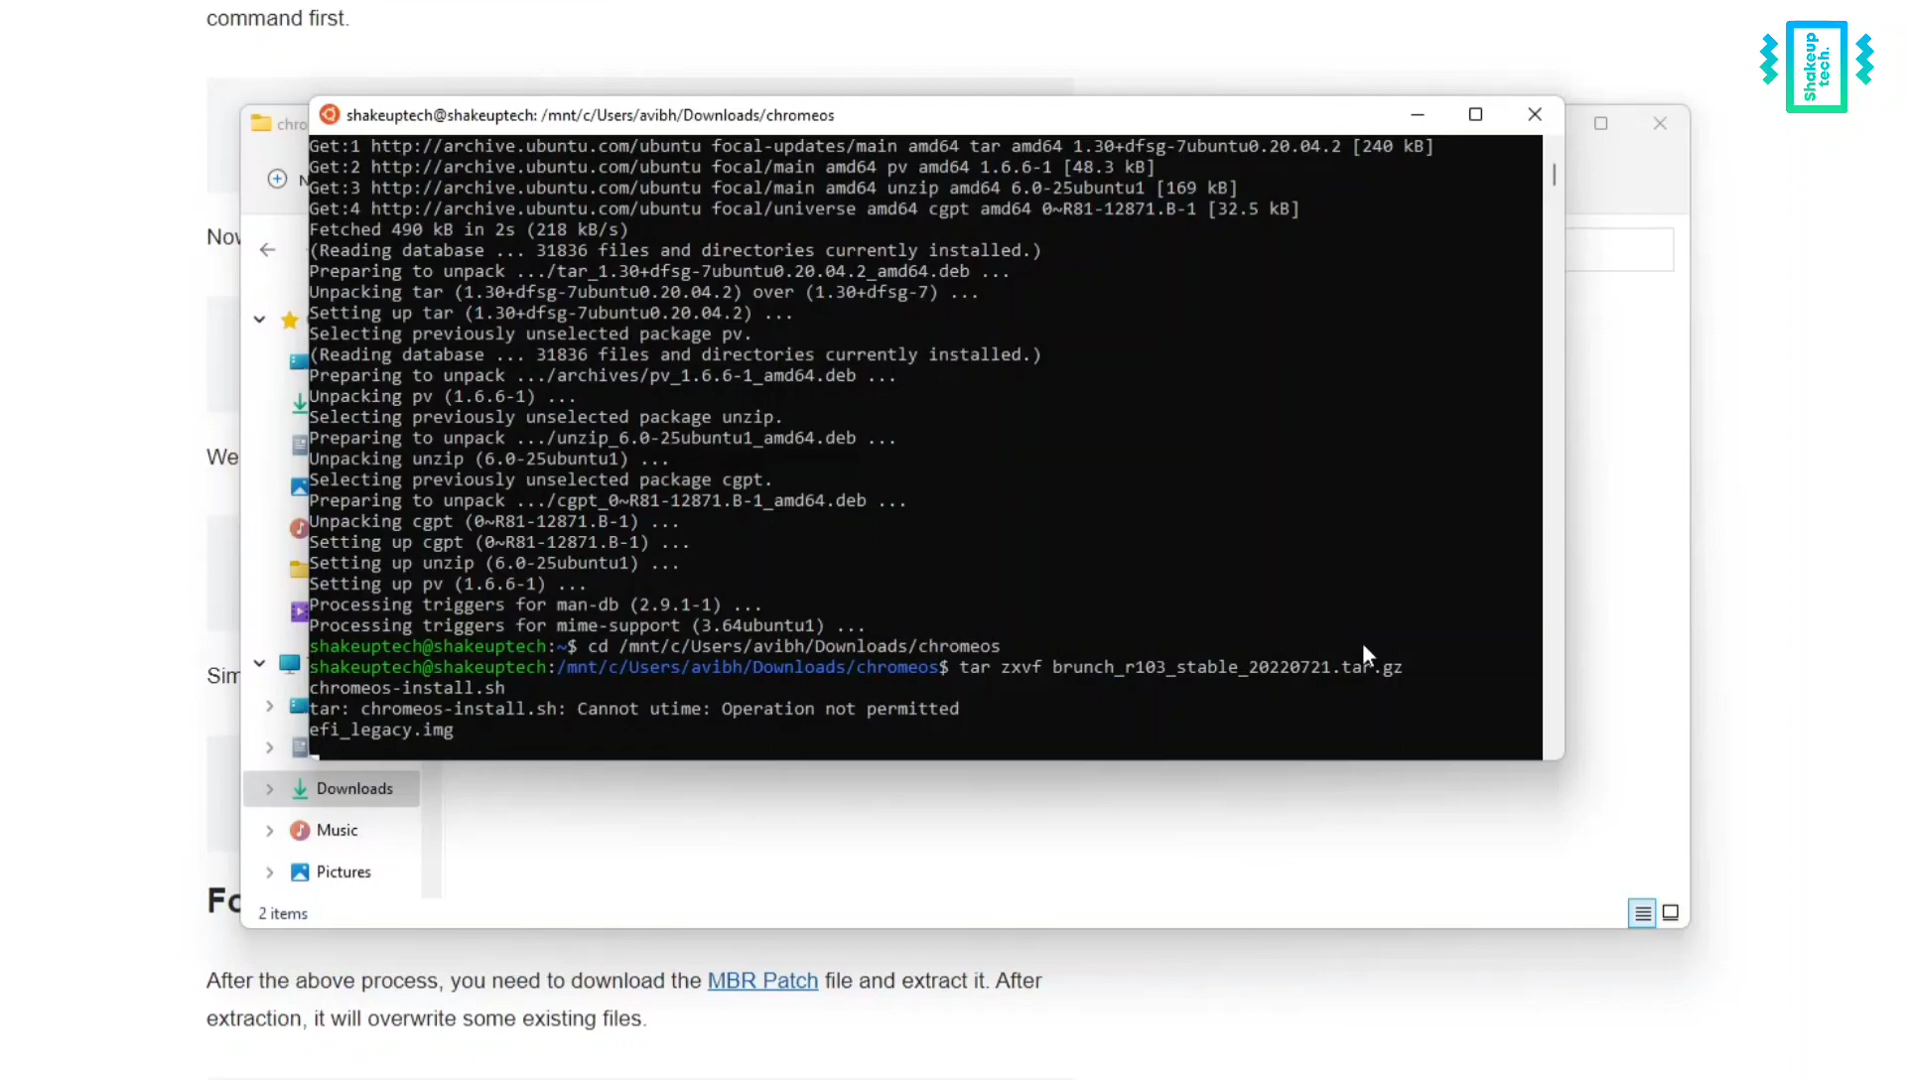 command first.
Shakeup
tech.
chro
shakeuptech@shakeuptech: /mnt/c/Users/avibh/Downloads/chromeos
N
Get:1 http://archive.ubuntu.com/ubuntu focal-updates/main amd64 tar amd64 1.30+dfsg-7ubuntu0.20.04.2 [240 kB]
Get:2 http://archive.ubuntu.com/ubuntu focal/main amd64 pv amd64 1.6.6-1 [48.3 kB]
Get:3 http://archive.ubuntu.com/ubuntu focal/main amd64 unzip amd64 6.0-25ubuntu1 [169 kB]
Get:4 http://archive.ubuntu.com/ubuntu focal/universe amd64 cgpt amd64 0~R81-12871.B-1 [32.5 kB]
Fetched 490 kB in 2s (218 kB/s)
(Reading database ... 31836 files and directories currently installed.)
Preparing to unpack .../tar_1.30+dfsg-7ubuntu0.20.04.2_amd64.deb ...
Unpacking tar (1.30+dfsg-7ubuntu0.20.04.2) over (1.30+dfsg-7) ...
Setting up tar (1.30+dfsg-7ubuntu0.20.04.2) ...
Selecting previously unselected package pv.
(Reading database ... 31836 files and directories currently installed.)
Preparing to unpack .../archives/pv_1.6.6-1_amd64.deb ...
Unpacking pv (1.6.6-1) ...
Selecting previously unselected package unzip.
Preparing to unpack .../unzip_6.0-25ubuntu1_amd64.deb ...
Unpacking unzip (6.0-25ubuntu1) ...
Selecting previously unselected package cgpt.
Preparing to unpack .../cgpt_0~R81-12871.B-1_amd64.deb ...
Unpacking cgpt (0~R81-12871.B-1) ...
Setting up cgpt (0~R81-12871.B-1) ...
Setting up unzip (6.0-25ubuntu1) ...
Setting up pv (1.6.6-1) ...
Processing triggers for man-db (2.9.1-1) ...
Processing triggers for mime-support (3.64ubuntu1) ...
shakeuptech@shakeuptech:~$ cd /mnt/c/Users/avibh/Downloads/chromeos
shakeuptech@shakeuptech:/mnt/c/Users/avibh/Downloads/chromeos$ tar zxvf brunch_r103_stable_20220721.tar.gz
chromeos-install.sh
tar: chromeos-install.sh: Cannot utime: Operation not permitted
efi_legacy.img
Now
We
Sim
Downloads
Music
Pictures
Fo
2 items
After the above process, you need to download the MBR Patch file and extract it. After
extraction, it will overwrite some existing files.